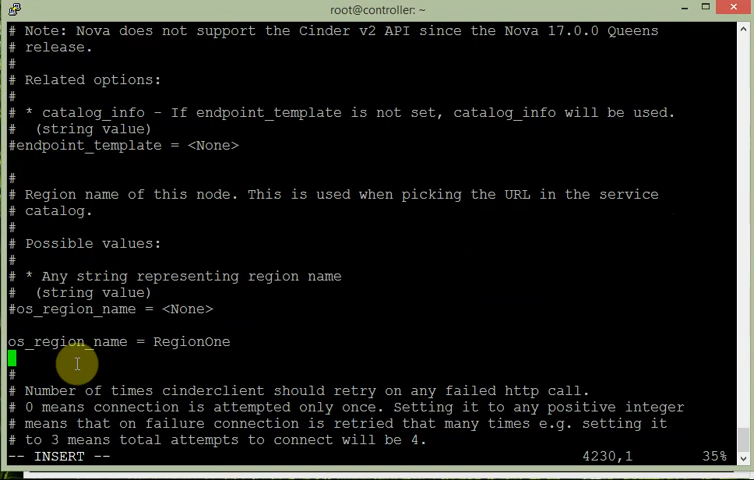 root@controller: ~
# Note: Nova does not support the Cinder v2 API since the Nova 17.0.0 Queens
# release.
#
# Related options:
#
# * catalog_info - If endpoint_template is not set, catalog_info will be used.
#  (string value)
#endpoint_template = <None>
#
# Region name of this node. This is used when picking the URL in the service
# catalog.
#
# Possible values:
#
# * Any string representing region name
#  (string value)
#os_region_name = <None>
os_region_name = RegionOne
#
# Number of times cinderclient should retry on any failed http call.
# 0 means connection is attempted only once. Setting it to any positive integer
# means that on failure connection is retried that many times e.g. setting it
# to 3 means total attempts to connect will be 4.
-- INSERT -- 4230,1 35%